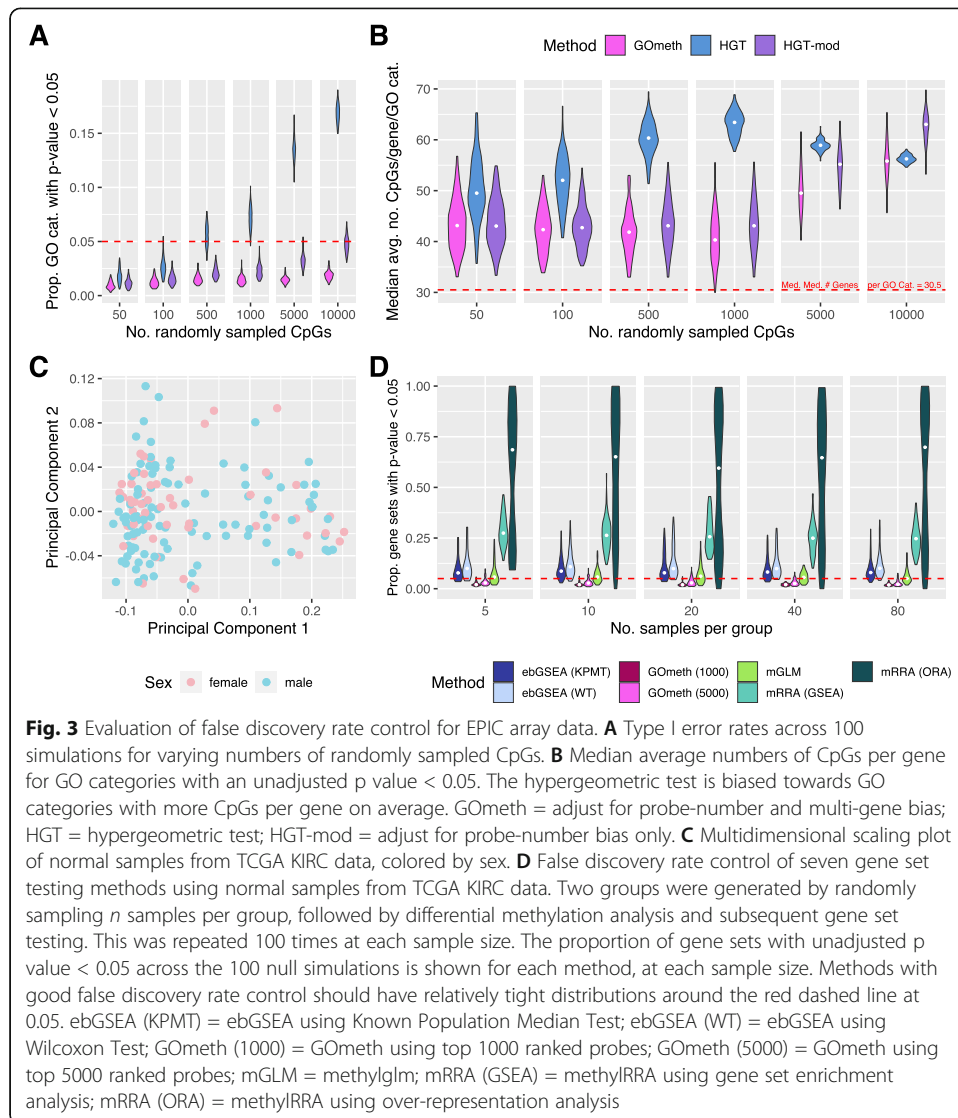 A
Prop. GO cat. with p-value < 0.05
0.15
0.10
0.05
0.00
50 100 500 1000 5000 10000
No. randomly sampled CpGs
B
Method GOmeth HGT HGT-mod
Median avg. no. CpGs/gene/GO cat.
70
60
50
40
30
Med. Med. # Genes per GO Cat. = 30.5
50 100 500 1000 5000 10000
No. randomly sampled CpGs
C
Principal Component 2
0.12
0.08
0.04
0.00
-0.04
-0.1 0.0 0.1 0.2
Principal Component 1
Sex female male
D
Prop. gene sets with p-value < 0.05
1.00
0.75
0.50
0.25
0.00
5 10 20 40 80
No. samples per group
Method
ebGSEA (KPMT) GOmeth (1000) mGLM mRRA (ORA)
ebGSEA (WT) GOmeth (5000) mRRA (GSEA)
Fig. 3 Evaluation of false discovery rate control for EPIC array data. A Type I error rates across 100
simulations for varying numbers of randomly sampled CpGs. B Median average numbers of CpGs per gene
for GO categories with an unadjusted p value < 0.05. The hypergeometric test is biased towards GO
categories with more CpGs per gene on average. GOmeth = adjust for probe-number and multi-gene bias;
HGT = hypergeometric test; HGT-mod = adjust for probe-number bias only. C Multidimensional scaling plot
of normal samples from TCGA KIRC data, colored by sex. D False discovery rate control of seven gene set
testing methods using normal samples from TCGA KIRC data. Two groups were generated by randomly
sampling n samples per group, followed by differential methylation analysis and subsequent gene set
testing. This was repeated 100 times at each sample size. The proportion of gene sets with unadjusted p
value < 0.05 across the 100 null simulations is shown for each method, at each sample size. Methods with
good false discovery rate control should have relatively tight distributions around the red dashed line at
0.05. ebGSEA (KPMT) = ebGSEA using Known Population Median Test; ebGSEA (WT) = ebGSEA using
Wilcoxon Test; GOmeth (1000) = GOmeth using top 1000 ranked probes; GOmeth (5000) = GOmeth using
top 5000 ranked probes; mGLM = methylglm; mRRA (GSEA) = methylRRA using gene set enrichment
analysis; mRRA (ORA) = methylRRA using over-representation analysis